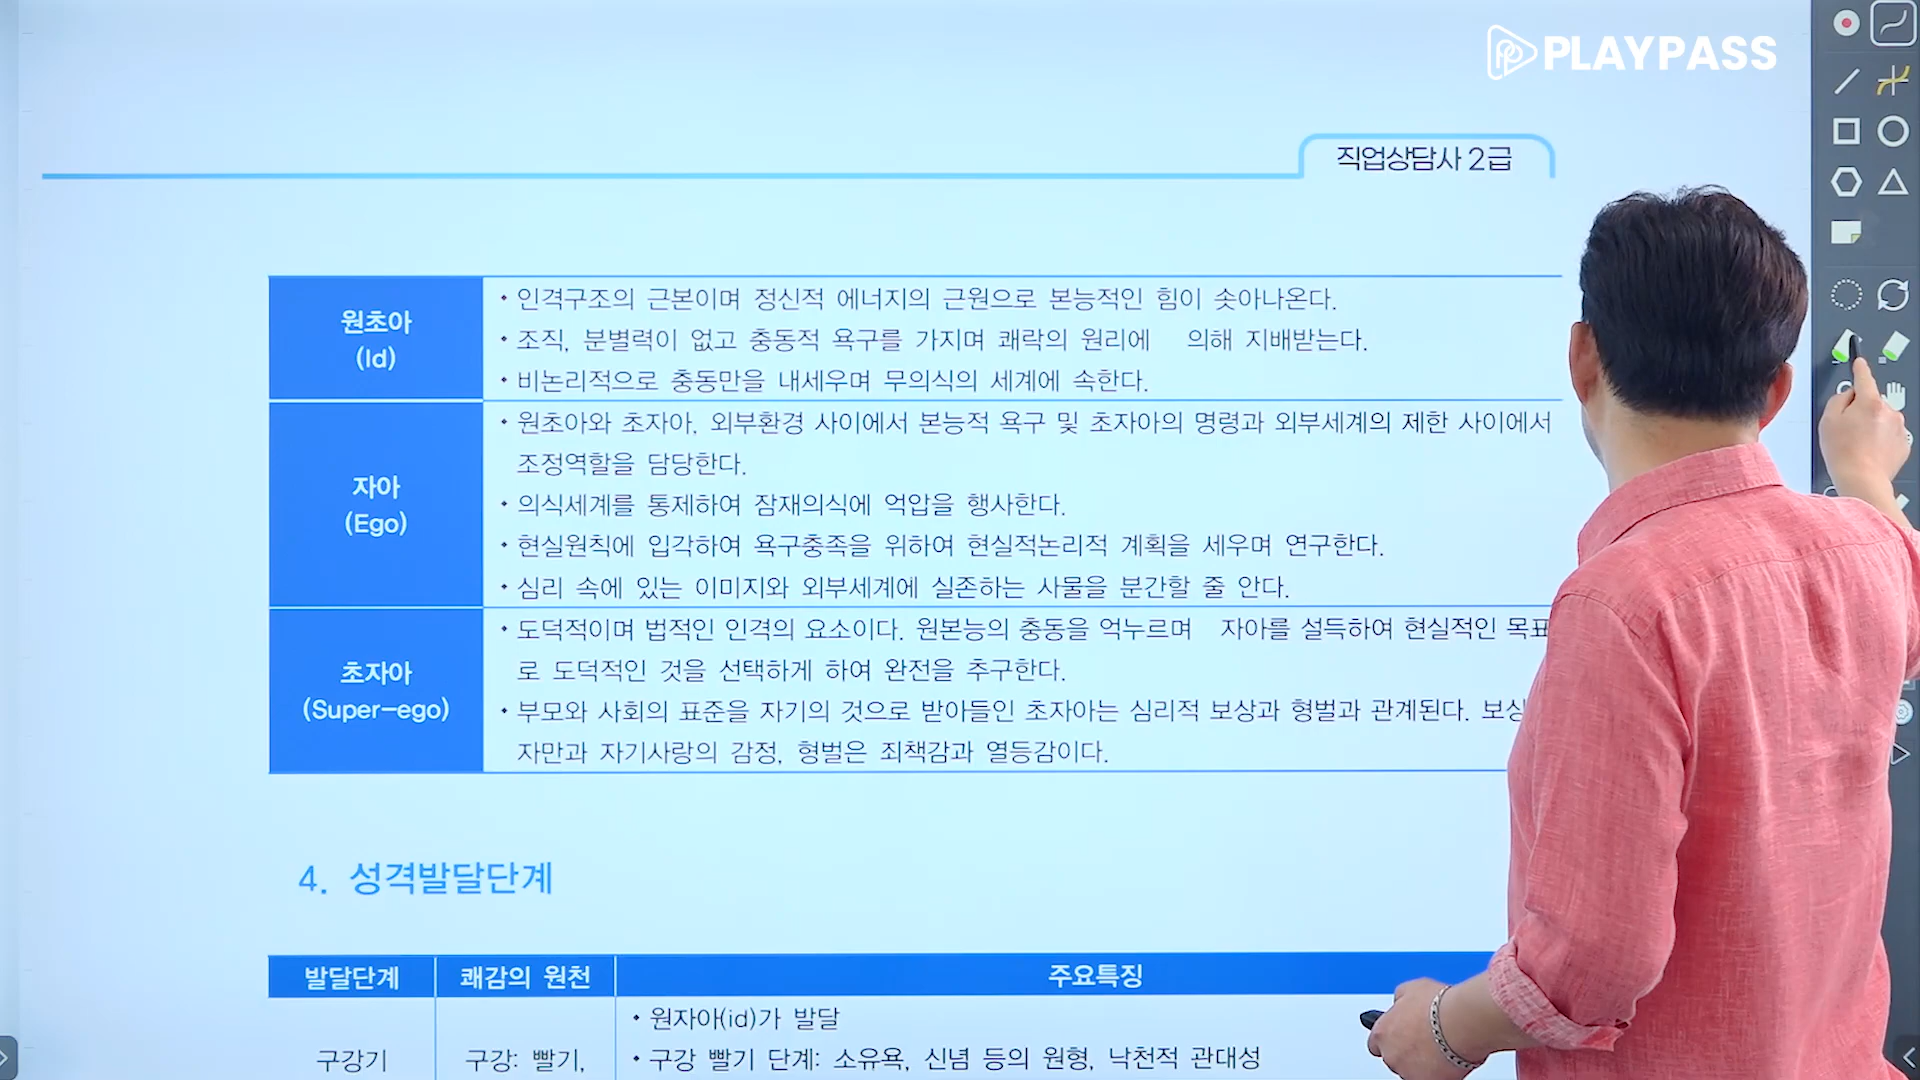 PLAYPASS
직업상담사 2급
원초아
(Id)
• 인격구조의 근본이며 정신적 에너지의 근원으로 본능적인 힘이 솟아나온다.
• 조직, 분별력이 없고 충동적 욕구를 가지며 쾌락의 원리에 의해 지배받는다.
• 비논리적으로 충동만을 내세우며 무의식의 세계에 속한다.
자아
(Ego)
• 원초아와 초자아, 외부환경 사이에서 본능적 욕구 및 초자아의 명령과 외부세계의 제한 사이에서
조정역할을 담당한다.
• 의식세계를 통제하여 잠재의식에 억압을 행사한다.
• 현실원칙에 입각하여 욕구충족을 위하여 현실적논리적 계획을 세우며 연구한다.
• 심리 속에 있는 이미지와 외부세계에 실존하는 사물을 분간할 줄 안다.
초자아
(Super-ego)
• 도덕적이며 법적인 인격의 요소이다. 원본능의 충동을 억누르며 자아를 설득하여 현실적인 목표
로 도덕적인 것을 선택하게 하여 완전을 추구한다.
• 부모와 사회의 표준을 자기의 것으로 받아들인 초자아는 심리적 보상과 형벌과 관계된다. 보상
자만과 자기사랑의 감정, 형벌은 죄책감과 열등감이다.
4. 성격발달단계
발달단계 쾌감의 원천 주요특징
• 원자아(id)가 발달
구강기 구강: 빨기, • 구강 빨기 단계: 소유욕, 신념 등의 원형, 낙천적 관대성